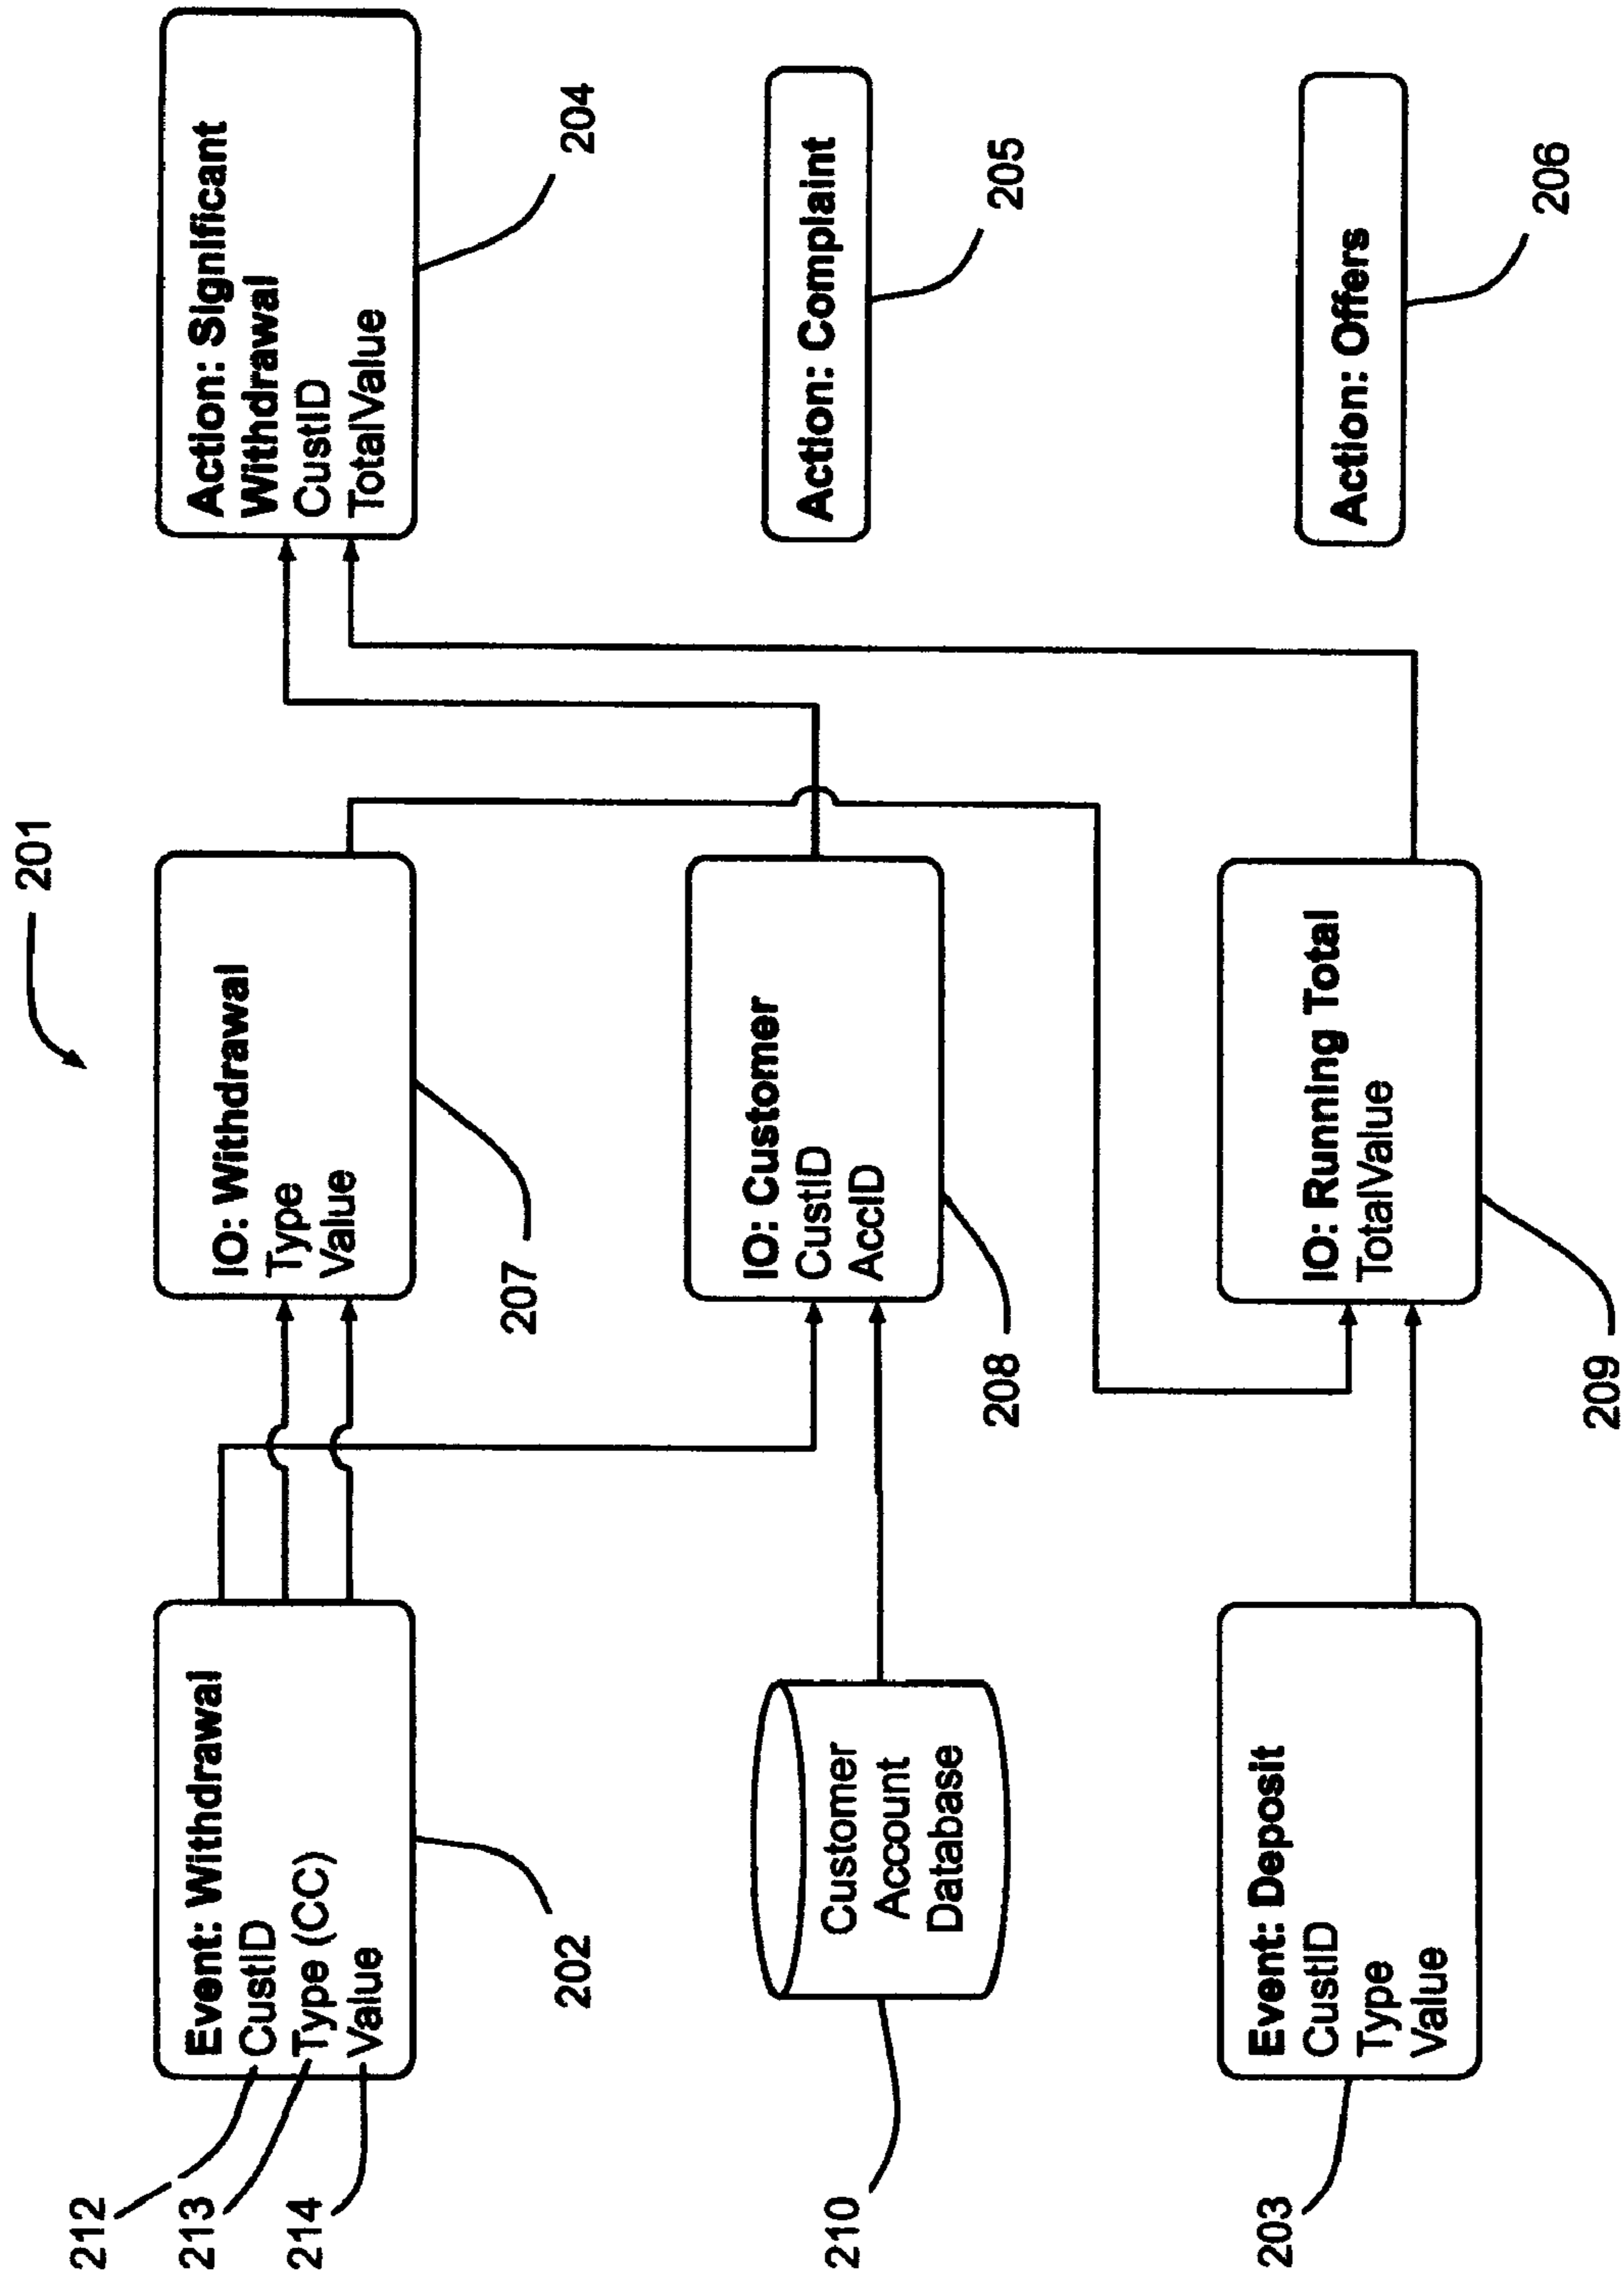 201
Event: Withdrawal
CustID
Type (CC)
Value
212
213
214
202
IO: Withdrawal
Type
Value
207
Action: Significant
Withdrawal
CustID
TotalValue
204
Customer
Account
Database
210
IO: Customer
CustID
AccID
208
Action: Complaint
205
Event: Deposit
CustID
Type
Value
203
IO: Running Total
TotalValue
209
Action: Offers
206